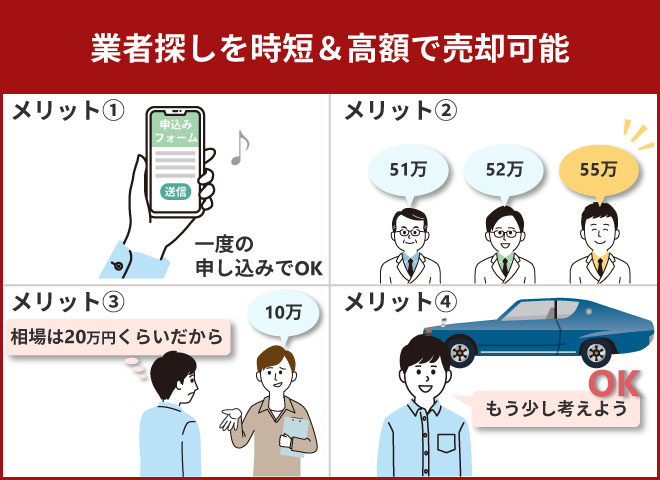 業者探しを時短＆高額で売却可能
メリット①
申込み
フォーム
送信
一度の
申し込みでOK
メリット②
51万
52万
55万
メリット③
相場は20万円くらいだから
10万
メリット④
OK
もう少し考えよう